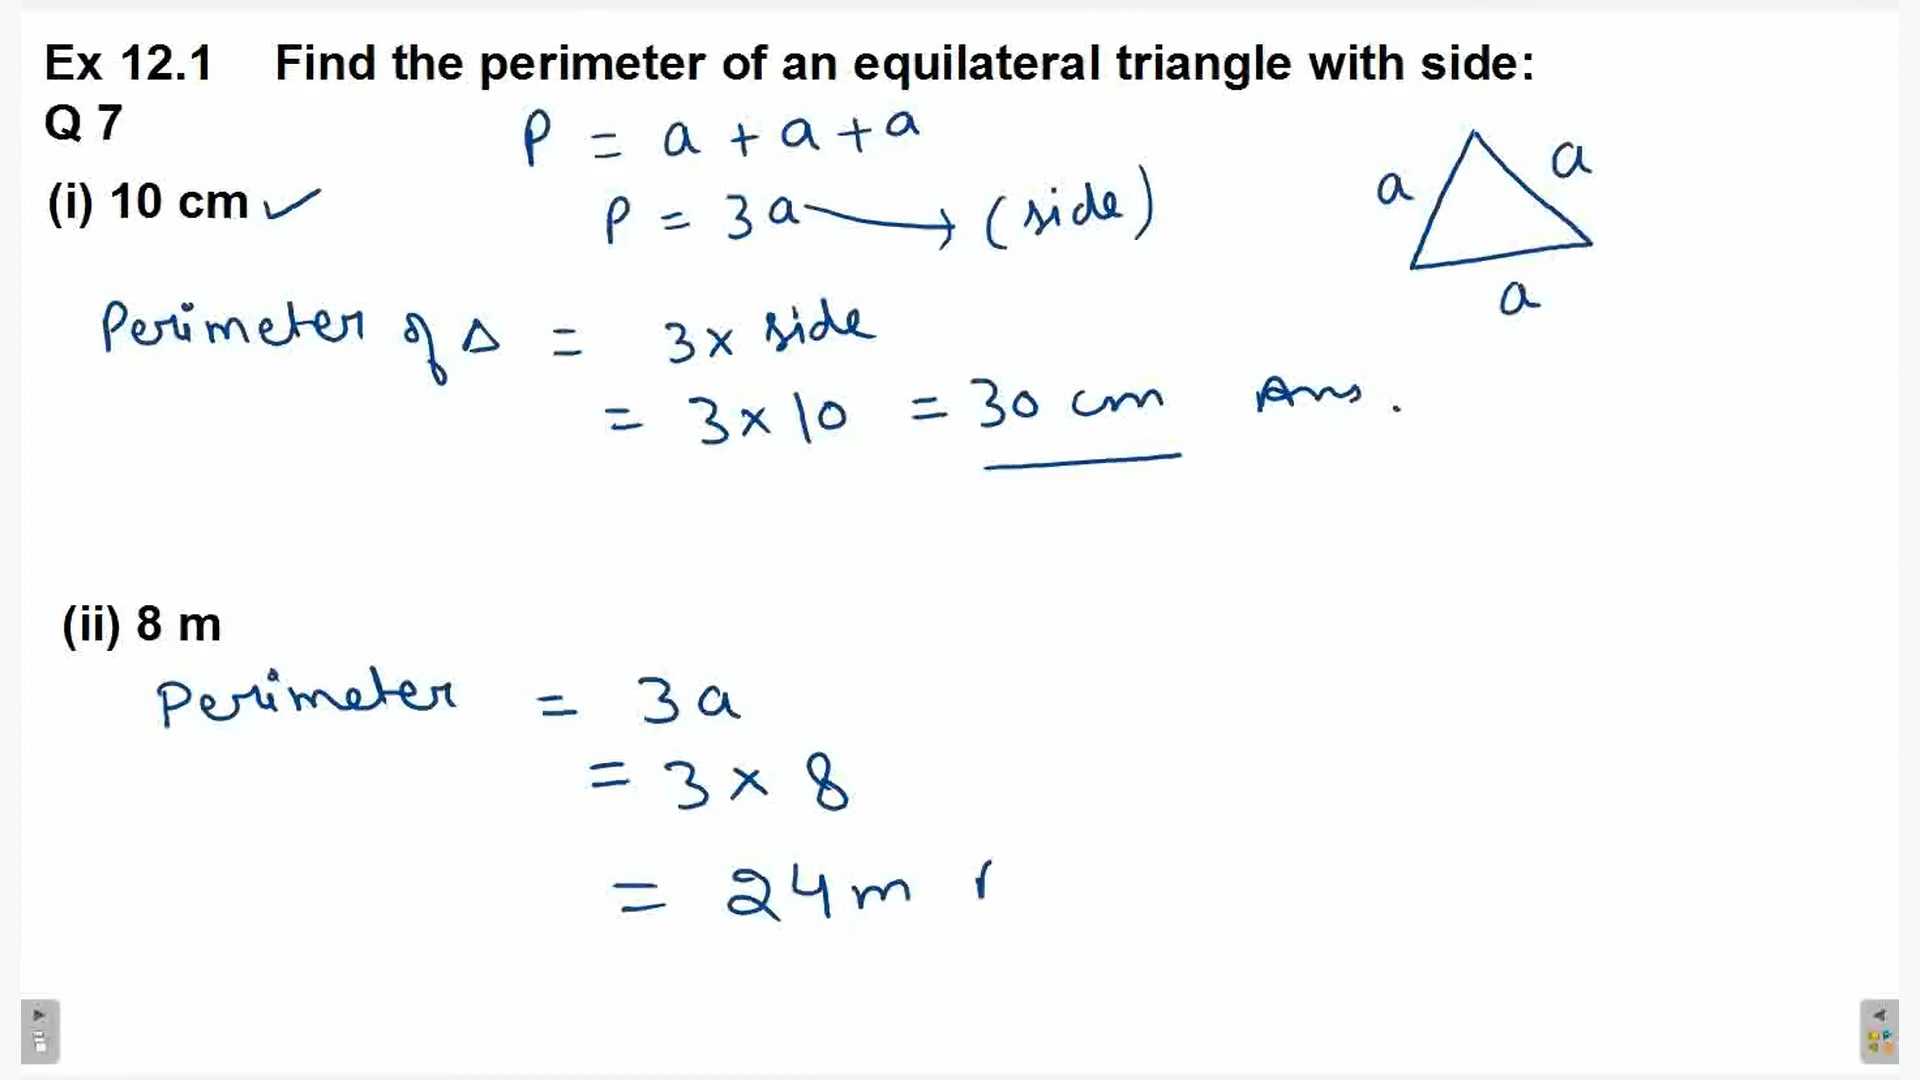 Ex 12.1 Find the perimeter of an equilateral triangle with side:
Q 7
P = a + a + a
(i) 10 cm ✓
P = 3a → (side)
a
a
a
Perimeter of Δ = 3 × side
= 3 × 10 = 30 cm Ans.
(ii) 8 m
Perimeter = 3a
= 3 × 8
= 24 m